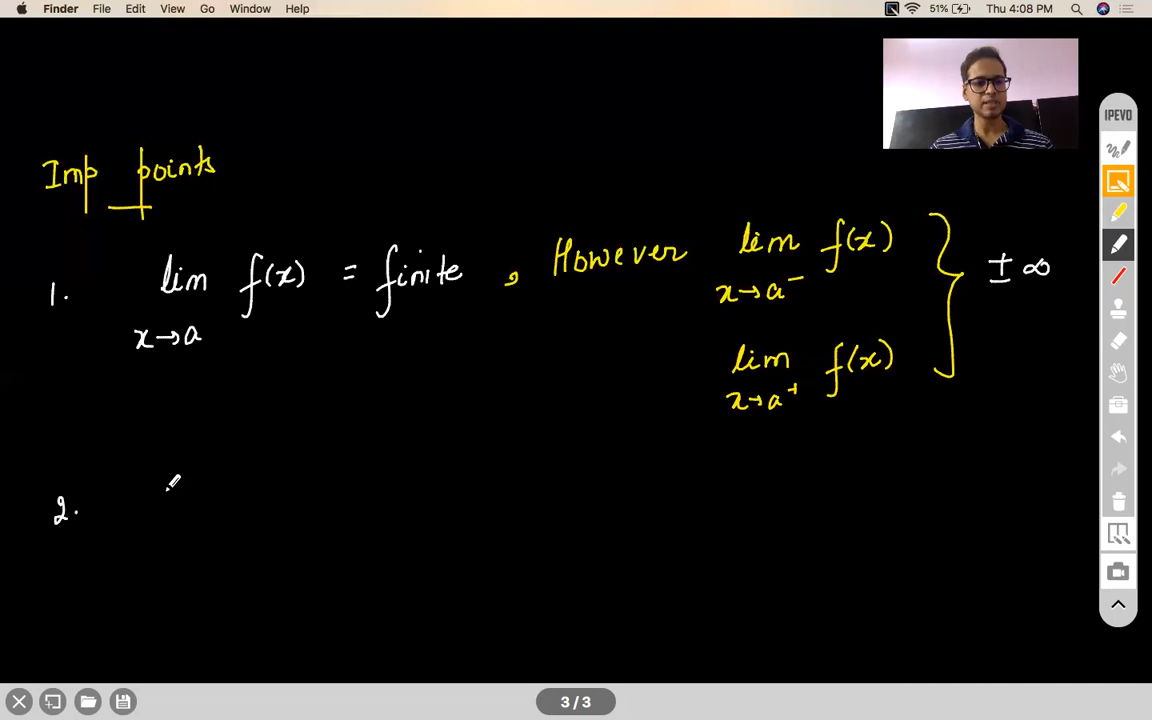 Finder File Edit View Go Window Help 51% Thu 4:08 PM
IPEVO
Imp points
1. lim f(x) = finite , However lim f(x) } ± ∞
x→a x→a⁻
lim f(x)
x→a⁺
2.
3 / 3